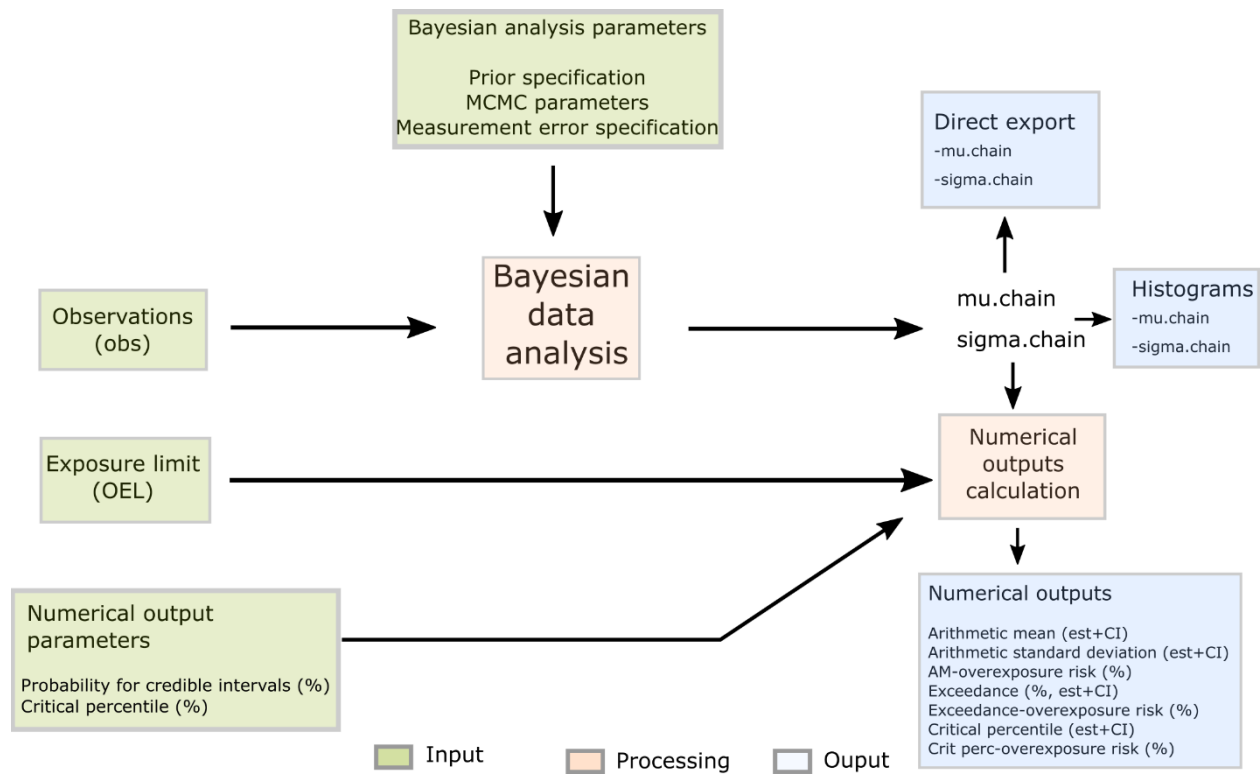 Bayesian analysis parameters
Prior specification
MCMC parameters
Measurement error specification
Direct export
-mu.chain
-sigma.chain
Bayesian
data
analysis
Observations
(obs)
mu.chain
sigma.chain
Histograms
-mu.chain
-sigma.chain
Exposure limit
(OEL)
Numerical
outputs
calculation
Numerical output
parameters
Probability for credible intervals (%)
Critical percentile (%)
Numerical outputs
Arithmetic mean (est+CI)
Arithmetic standard deviation (est+CI)
AM-overexposure risk (%)
Exceedance (%, est+CI)
Exceedance-overexposure risk (%)
Critical percentile (est+CI)
Crit perc-overexposure risk (%)
Input
Processing
Ouput